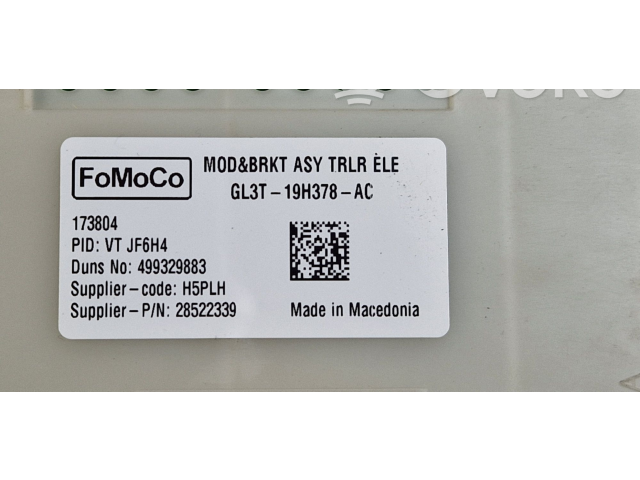 FoMoCo
MOD&BRKT ASY TRLR ÈLE
GL3T-19H378-AC
173804
PID: VT JF6H4
Duns No: 499329883
Supplier-code: H5PLH
Supplier-P/N: 28522339
Made in Macedonia